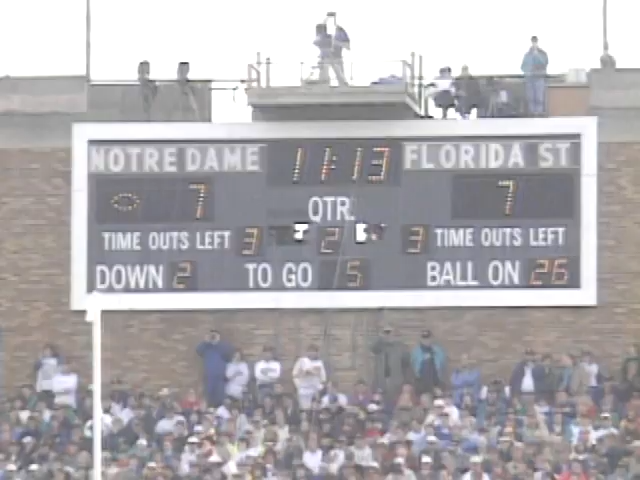 NOTRE DAME 11:13 FLORIDA ST
7 QTR. 7
TIME OUTS LEFT 3 2 3 TIME OUTS LEFT
DOWN 2 TO GO 5 BALL ON 26